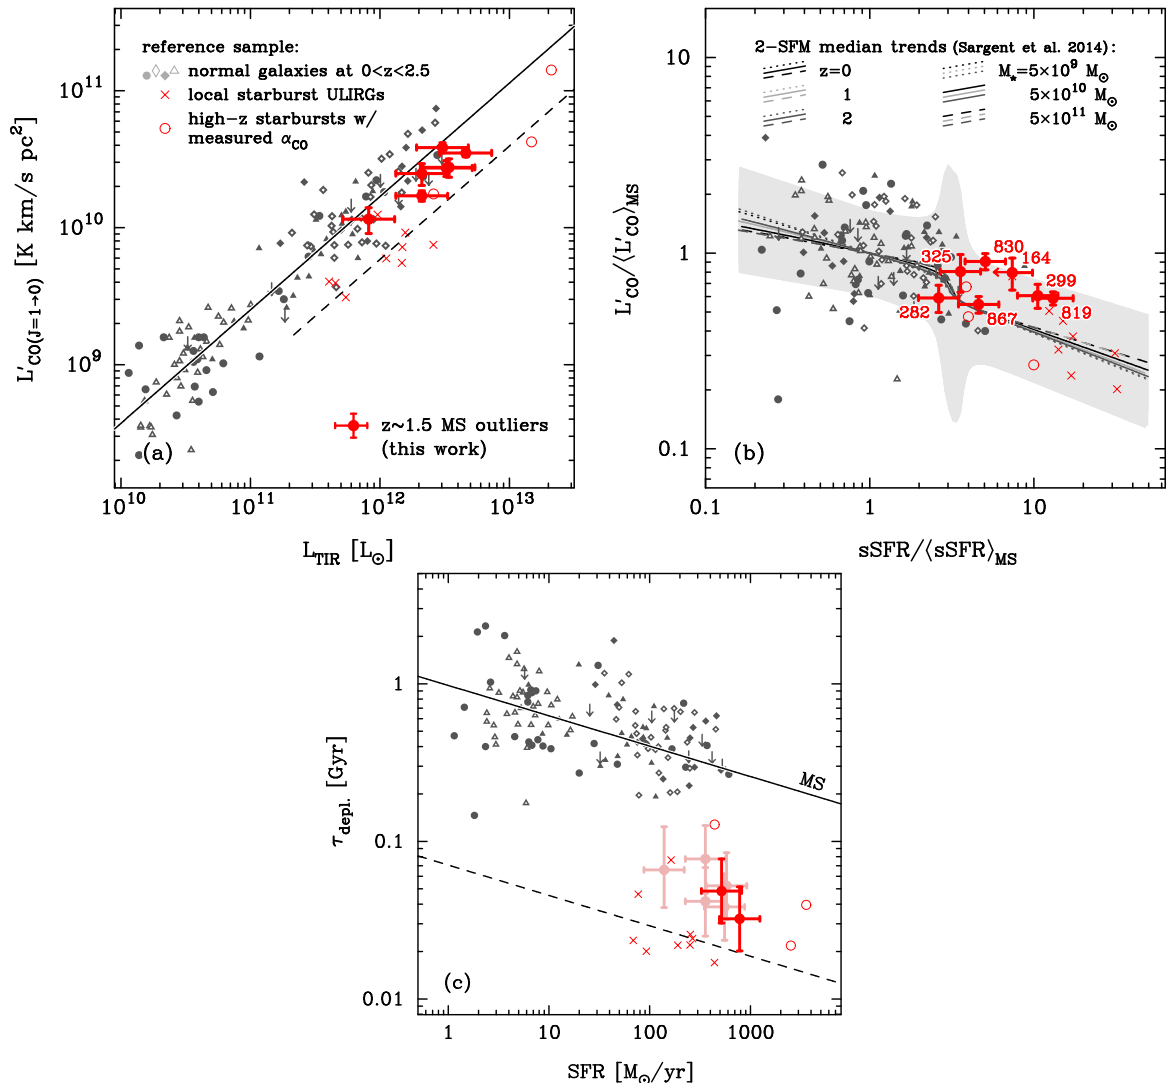 reference sample:
normal galaxies at 0<z<2.5
local starburst ULIRGs
high-z starbursts w/
measured α_CO
z~1.5 MS outliers
(this work)
(a)
10^11
10^10
10^9
L′_CO(J=1→0) [K km/s pc^2]
10^10 10^11 10^12 10^13
L_TIR [L_⊙]
2-SFM median trends (Sargent et al. 2014):
z=0 M_*=5×10^9 M_⊙
1 5×10^10 M_⊙
2 5×10^11 M_⊙
10
1
0.1
L′_CO/⟨L′_CO⟩_MS
325 830 164
299
282 867 819
(b)
0.1 1 10
sSFR/⟨sSFR⟩_MS
1
0.1
0.01
τ_depl. [Gyr]
MS
(c)
1 10 100 1000
SFR [M_⊙/yr]